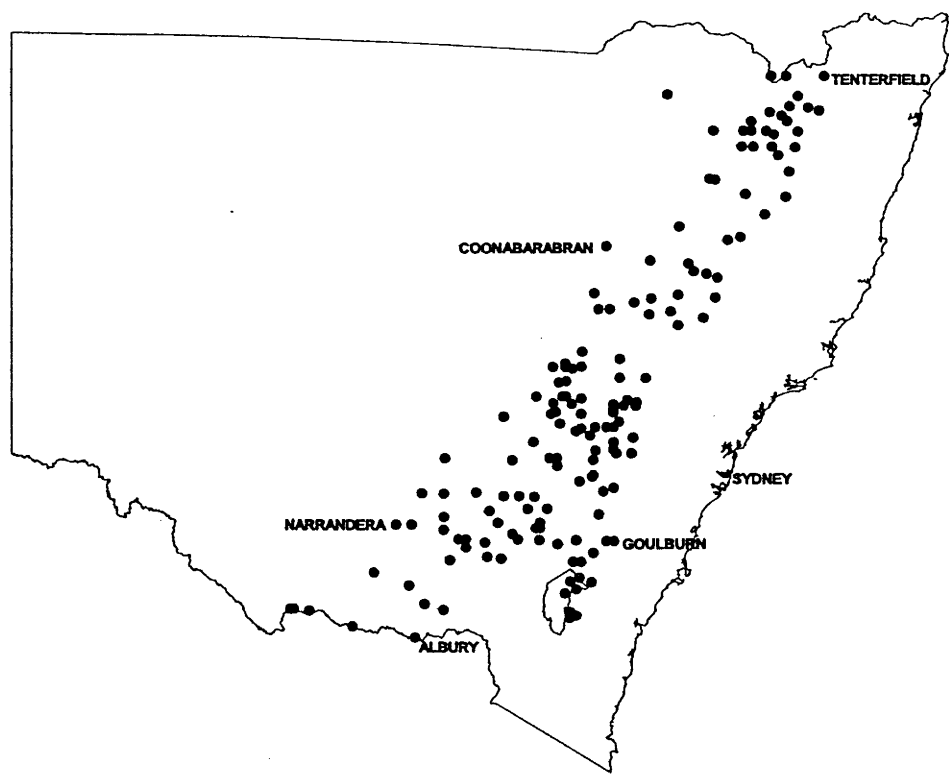 TENTERFIELD
COONABARABRAN
SYDNEY
NARRANDERA
GOULBURN
ALBURY